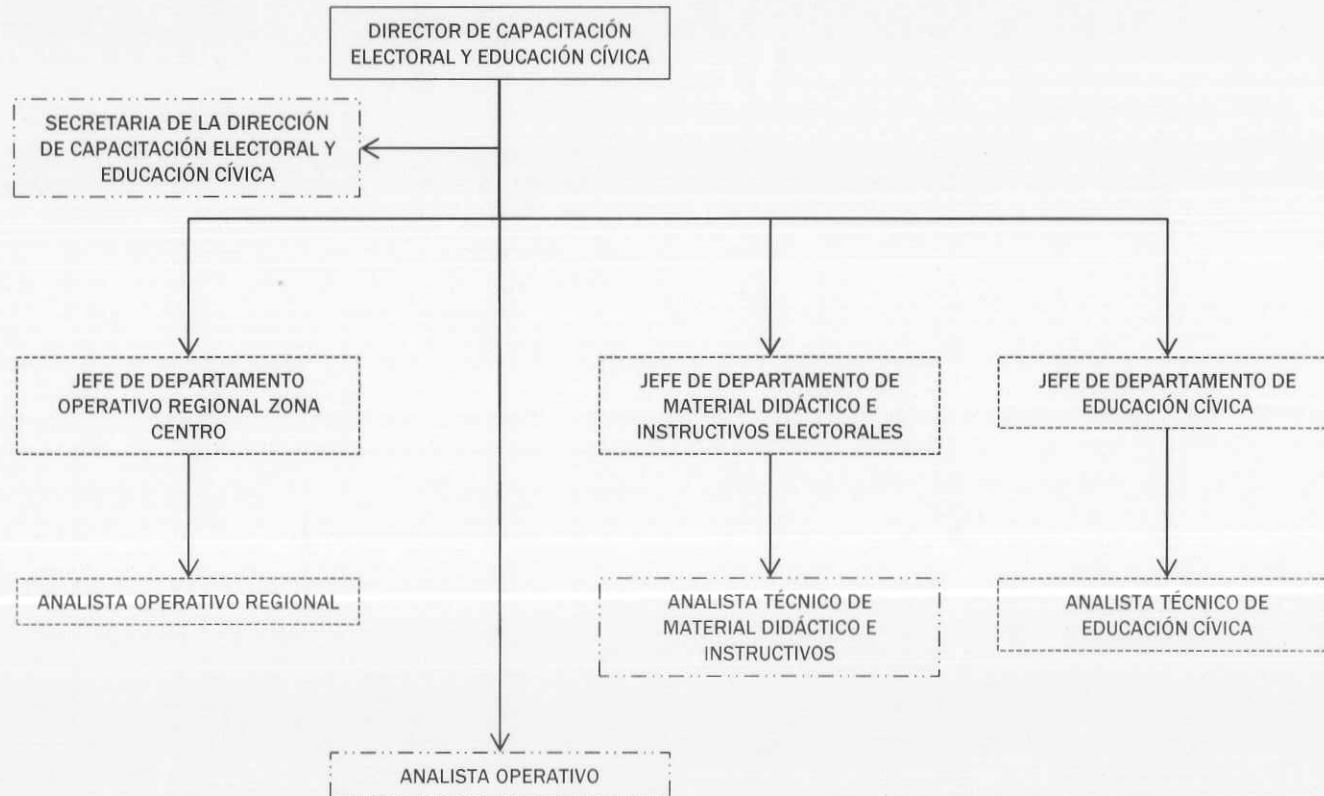 DIRECTOR DE CAPACITACIÓN
ELECTORAL Y EDUCACIÓN CÍVICA
SECRETARIA DE LA DIRECCIÓN
DE CAPACITACIÓN ELECTORAL Y
EDUCACIÓN CÍVICA
JEFE DE DEPARTAMENTO
OPERATIVO REGIONAL ZONA
CENTRO
JEFE DE DEPARTAMENTO DE
MATERIAL DIDÁCTICO E
INSTRUCTIVOS ELECTORALES
JEFE DE DEPARTAMENTO DE
EDUCACIÓN CÍVICA
ANALISTA OPERATIVO REGIONAL
ANALISTA TÉCNICO DE
MATERIAL DIDÁCTICO E
INSTRUCTIVOS
ANALISTA TÉCNICO DE
EDUCACIÓN CÍVICA
ANALISTA OPERATIVO